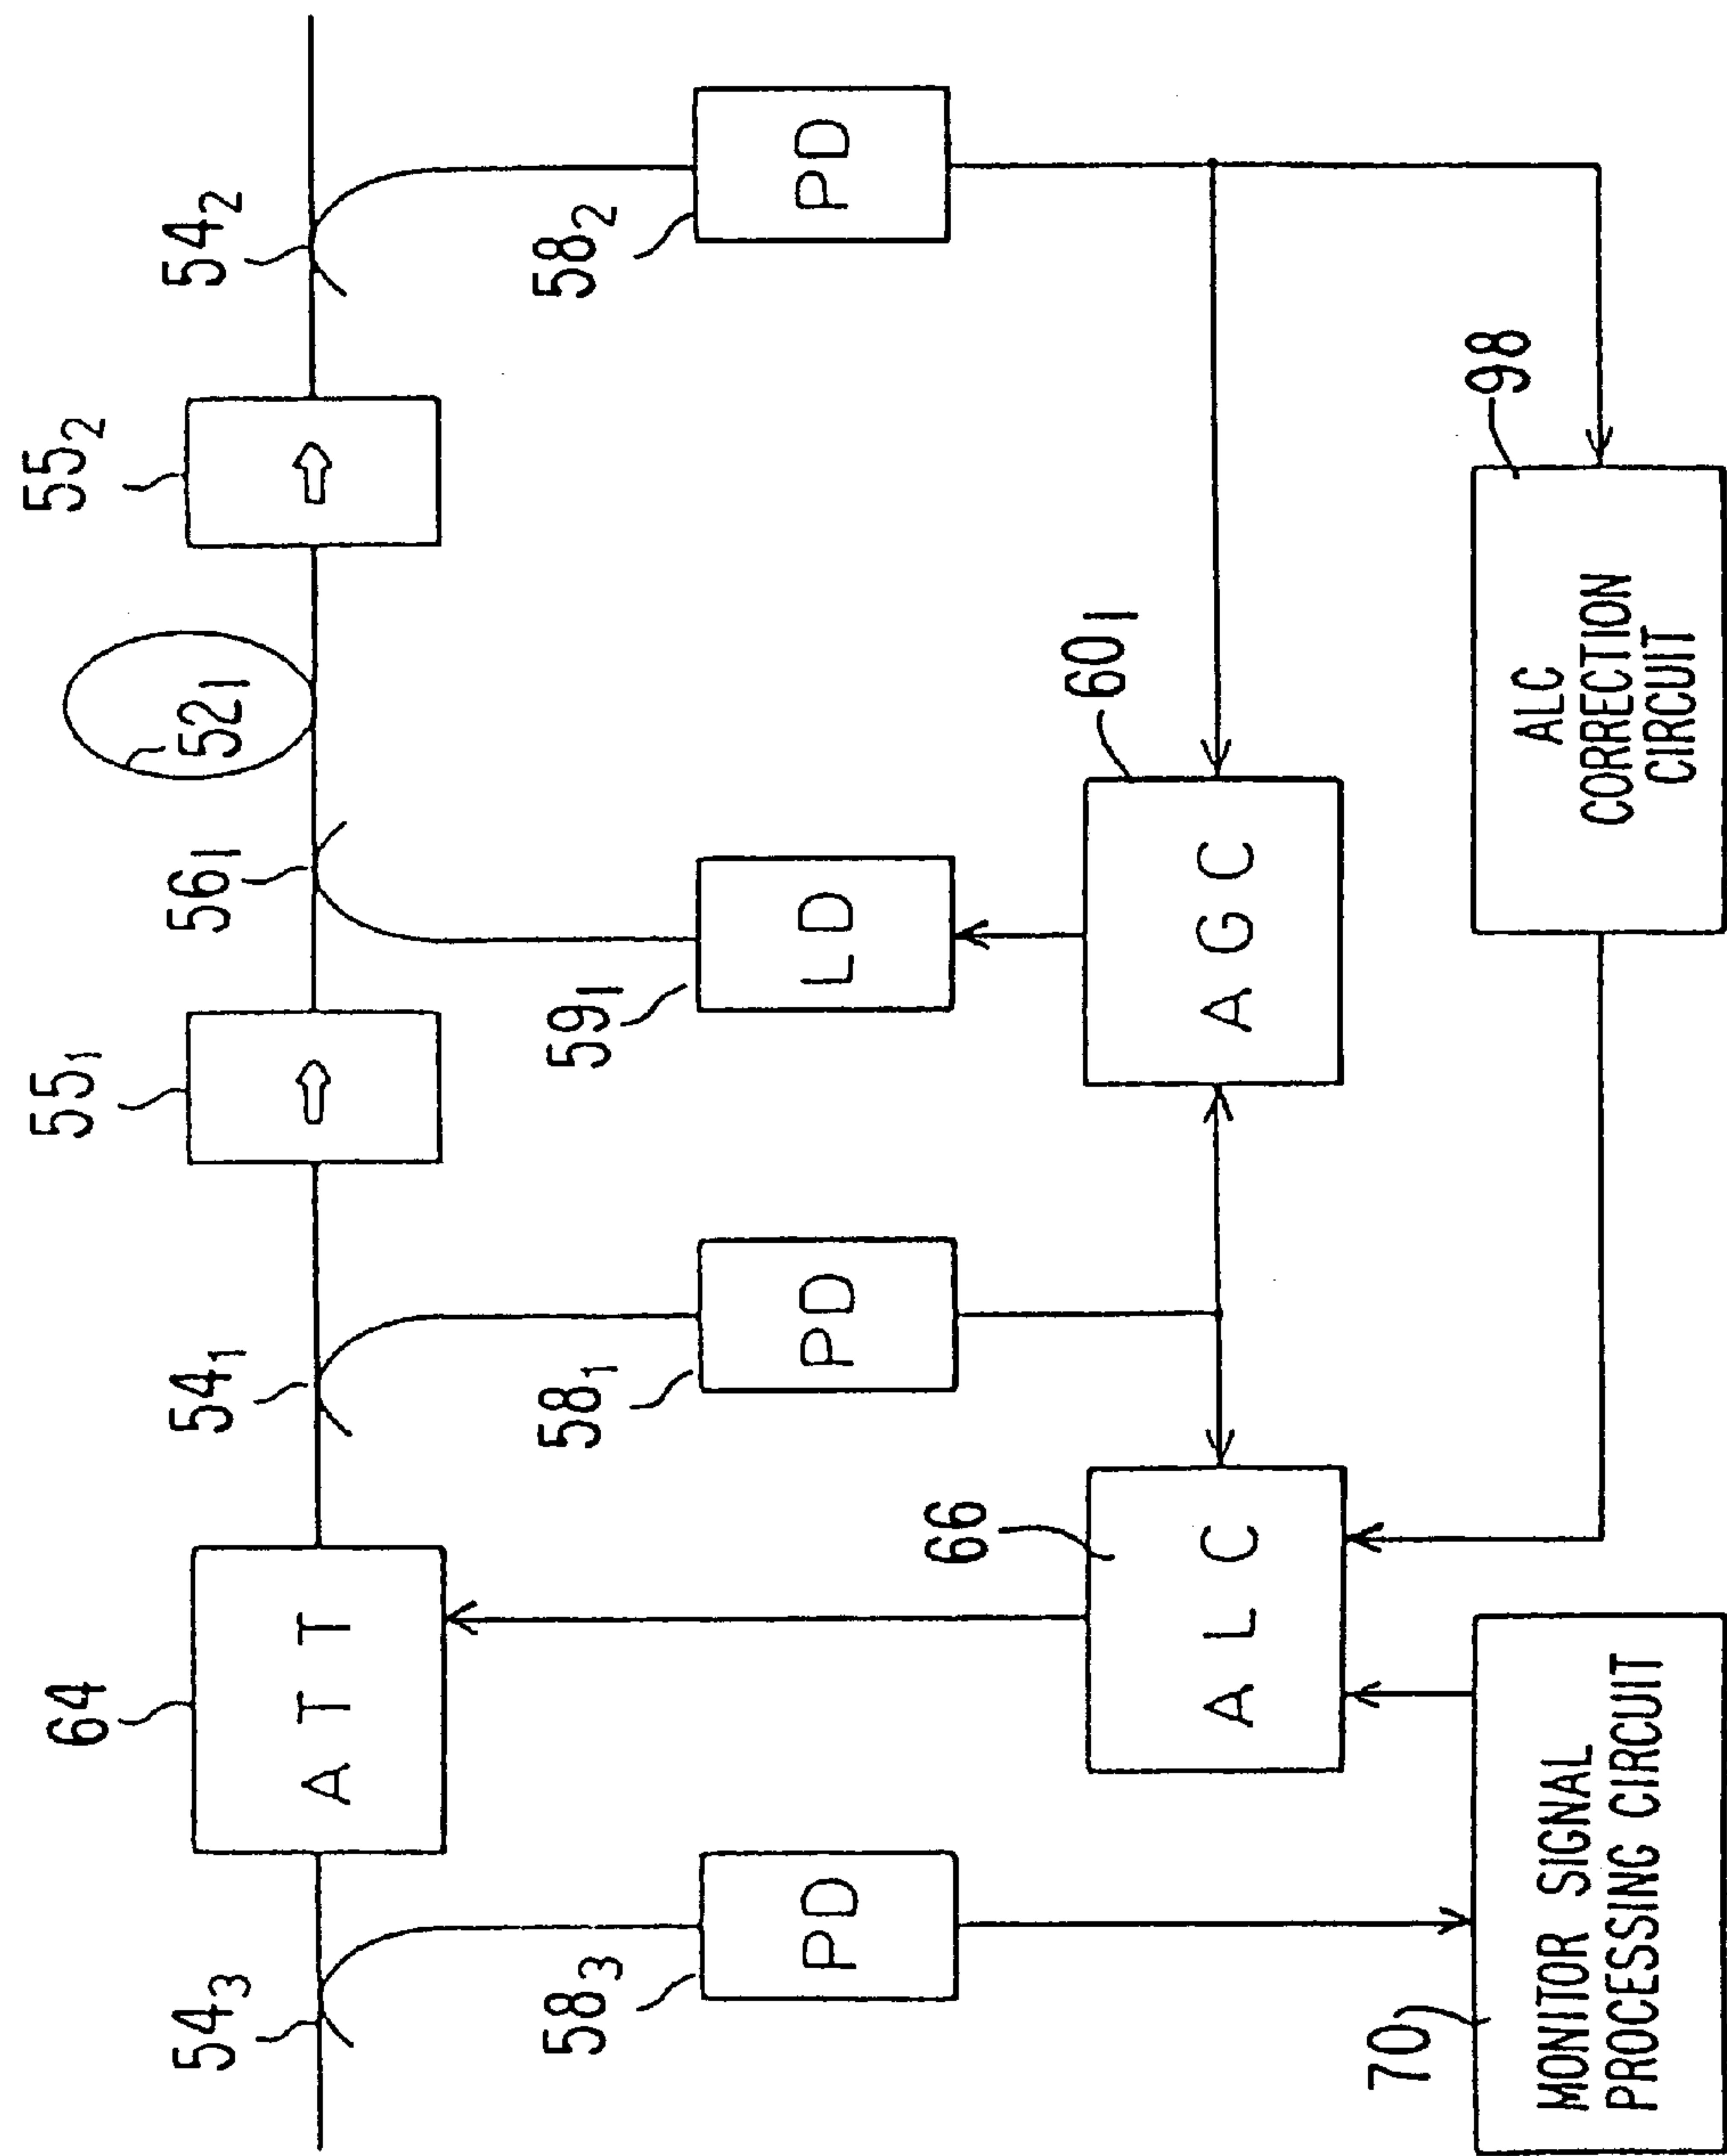 54₃
64
A T T
54₁
55₁
56₁
52₁
55₂
54₂
58₃
PD
58₁
PD
59₁
LD
58₂
PD
66
A L C
60₁
A G C
70
MONITOR SIGNAL
PROCESSING CIRCUIT
98
ALC
CORRECTION
CIRCUIT